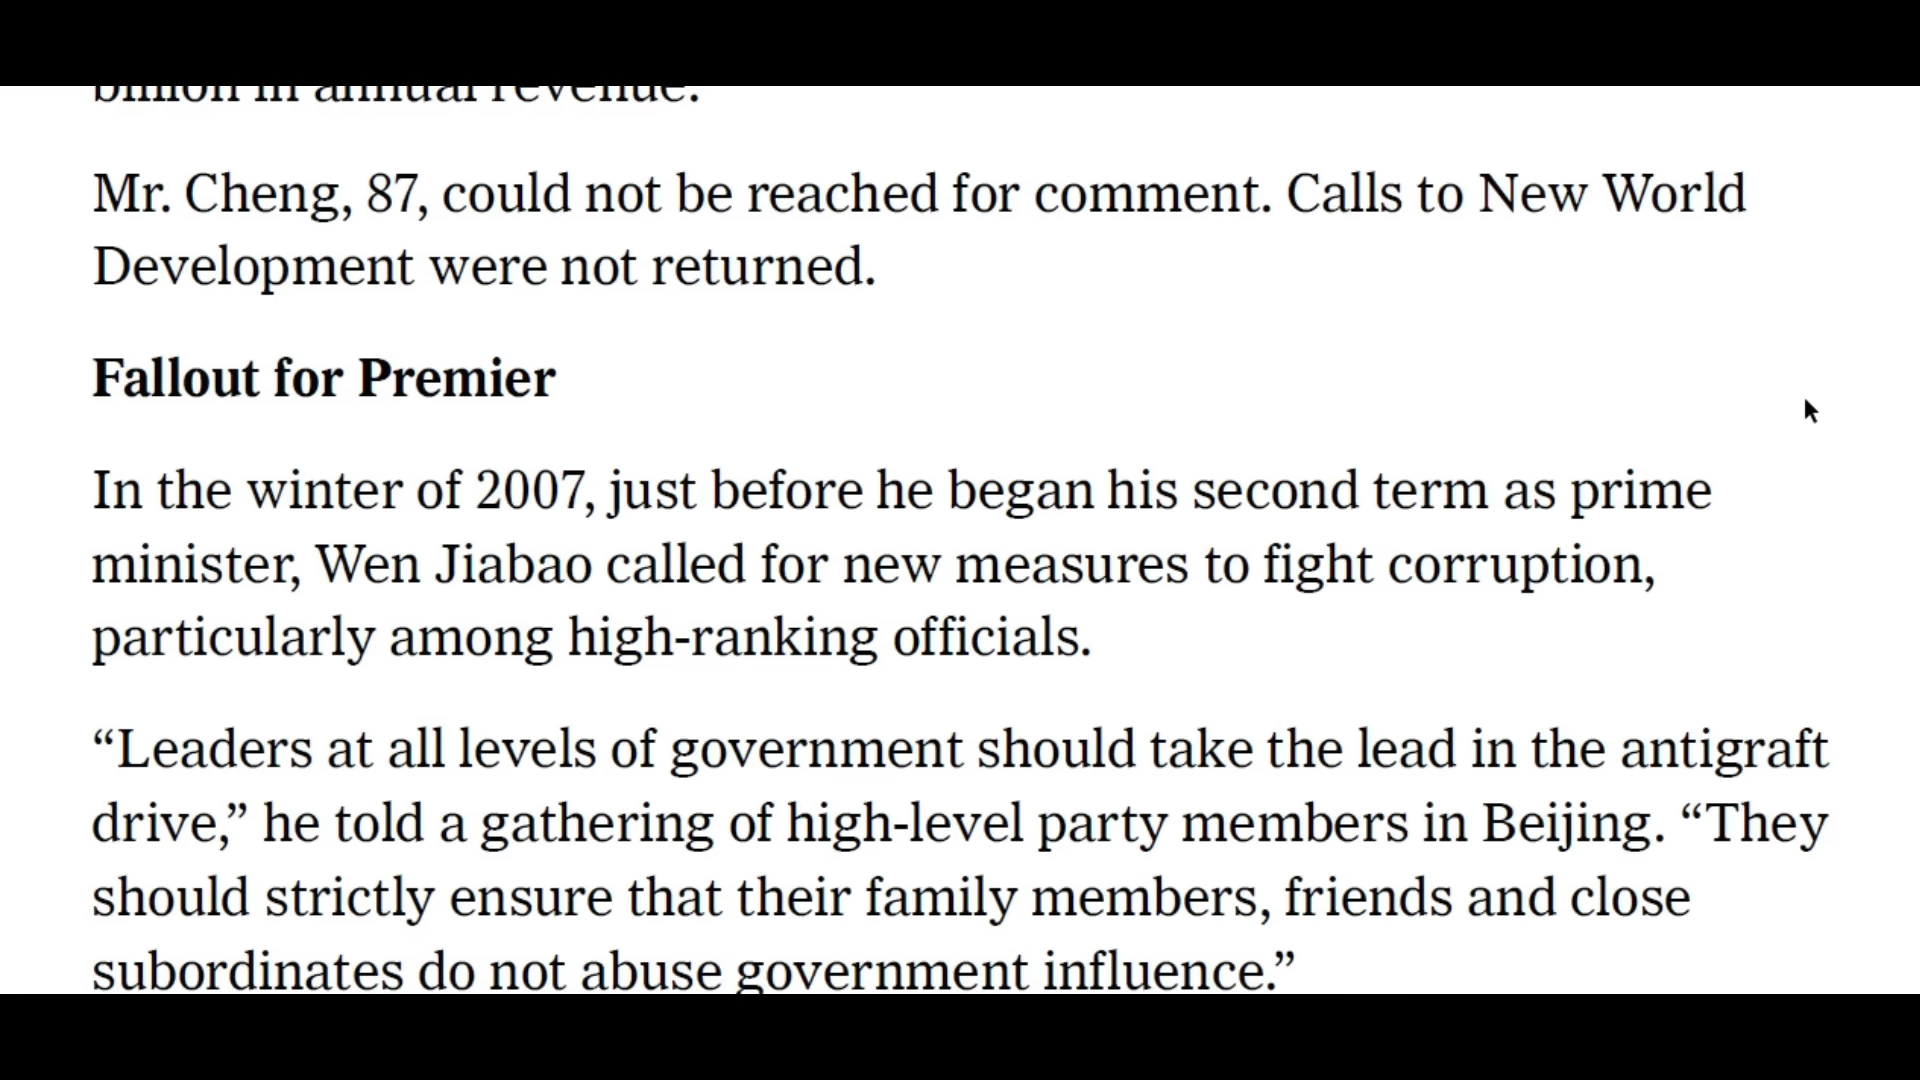 billion in annual revenue.
Mr. Cheng, 87, could not be reached for comment. Calls to New World
Development were not returned.
Fallout for Premier
In the winter of 2007, just before he began his second term as prime
minister, Wen Jiabao called for new measures to fight corruption,
particularly among high-ranking officials.
“Leaders at all levels of government should take the lead in the antigraft
drive,” he told a gathering of high-level party members in Beijing. “They
should strictly ensure that their family members, friends and close
subordinates do not abuse government influence.”